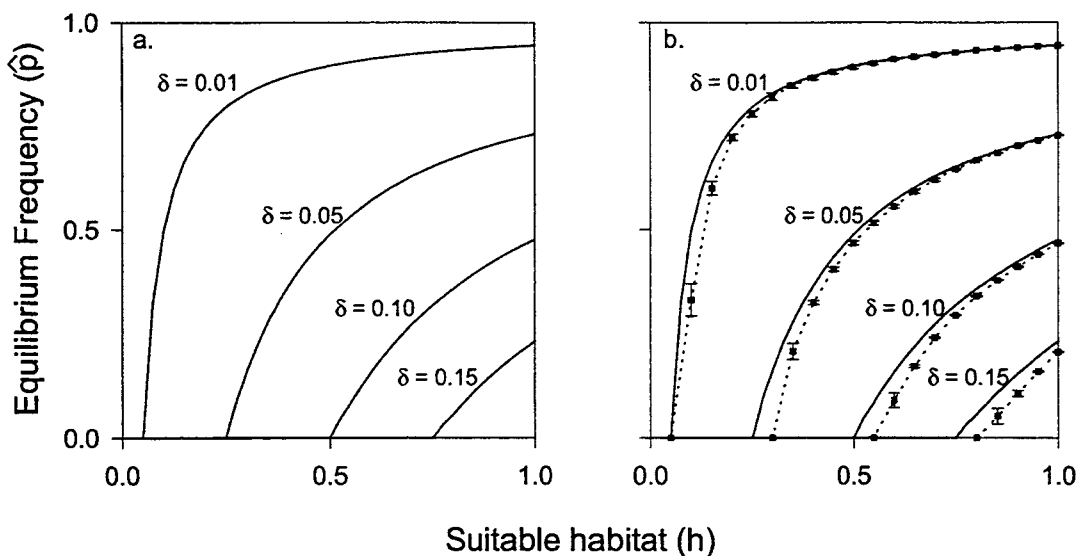 Equilibrium Frequency (p̂)
1.0
0.5
0.0
a.
δ = 0.01
δ = 0.05
δ = 0.10
δ = 0.15
0.0 0.5 1.0
b.
δ = 0.01
δ = 0.05
δ = 0.10
δ = 0.15
0.0 0.5 1.0
Suitable habitat (h)